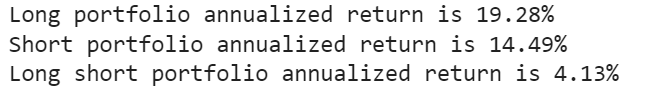 Long portfolio annualized return is 19.28%
Short portfolio annualized return is 14.49%
Long short portfolio annualized return is 4.13%